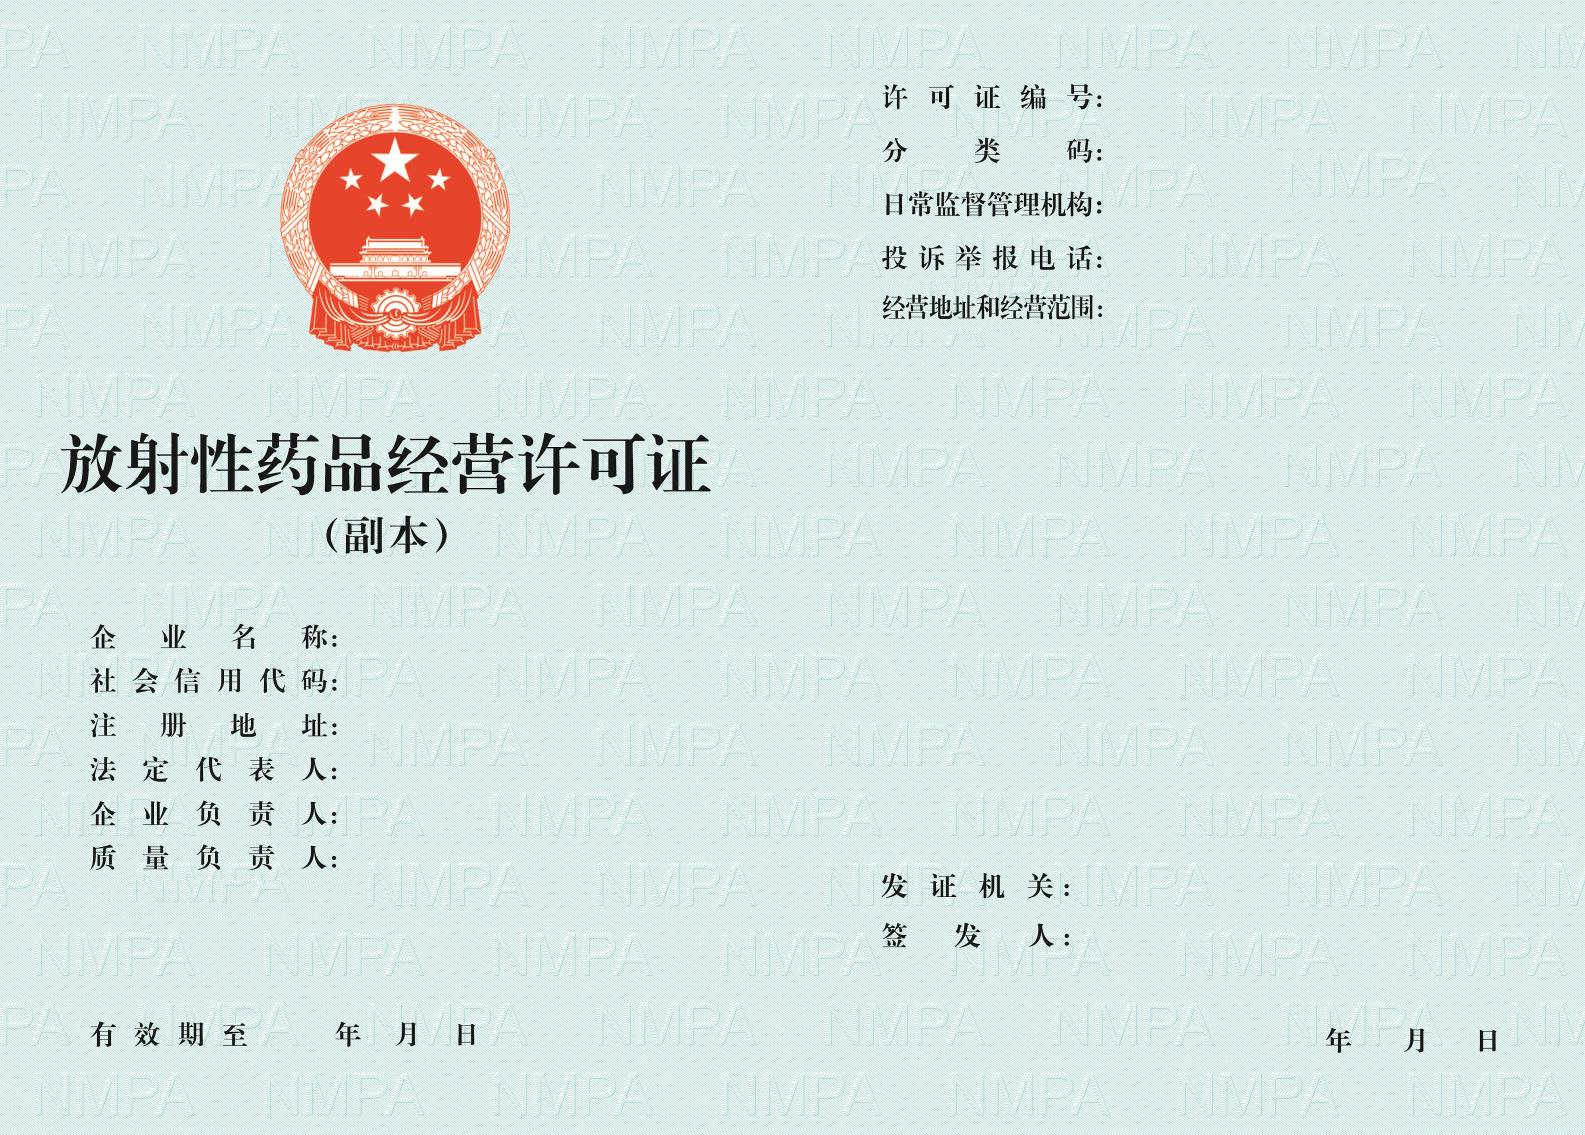 放射性药品经营许可证
(副本)
企业名称:
社会信用代码:
注册地址:
法定代表人:
企业负责人:
质量负责人:
有效期至 年 月 日
许可证编号:
分类码:
日常监督管理机构:
投诉举报电话:
经营地址和经营范围:
发证机关:
签发人:
年 月 日
NMPA